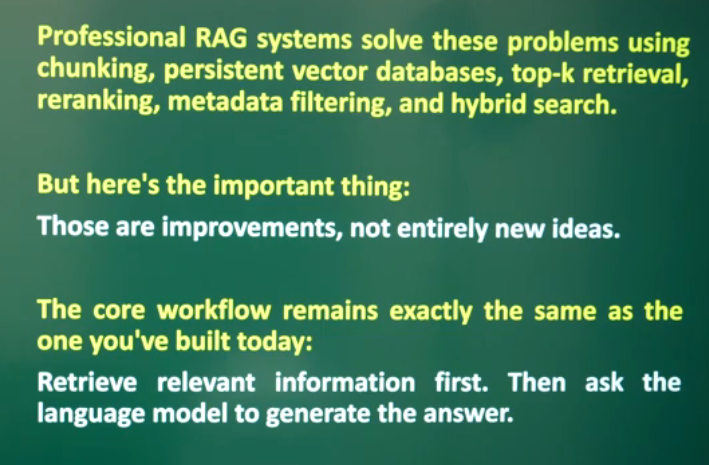 Professional RAG systems solve these problems using
chunking, persistent vector databases, top-k retrieval,
reranking, metadata filtering, and hybrid search.
But here's the important thing:
Those are improvements, not entirely new ideas.
The core workflow remains exactly the same as the
one you've built today:
Retrieve relevant information first. Then ask the
language model to generate the answer.